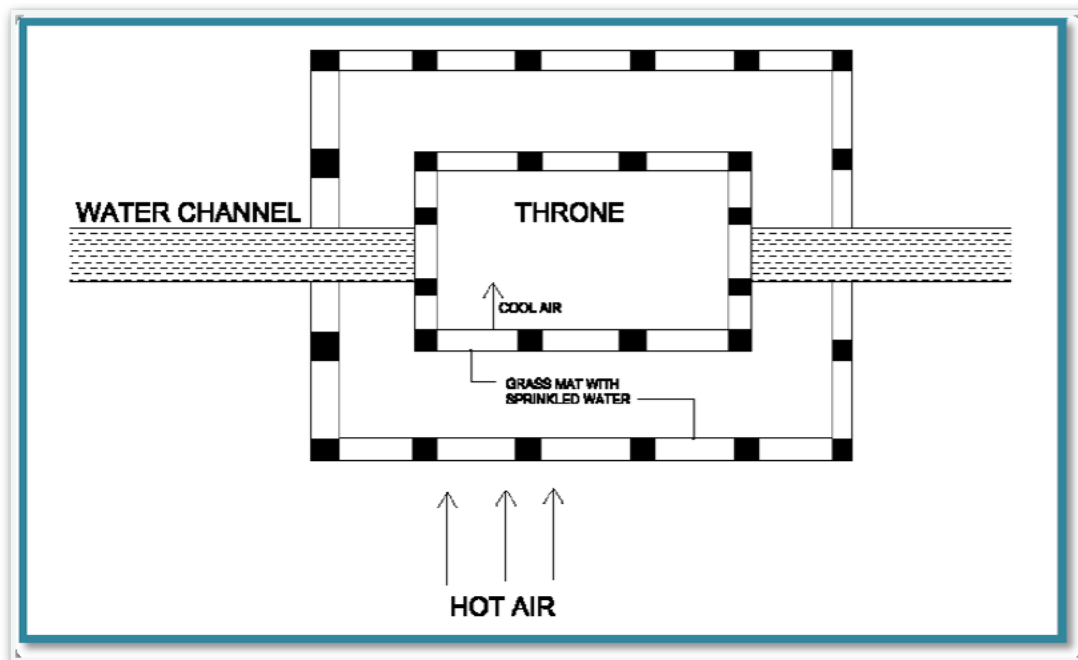 WATER CHANNEL
THRONE
COOL AIR
GRASS MAT WITH
SPRINKLED WATER
HOT AIR